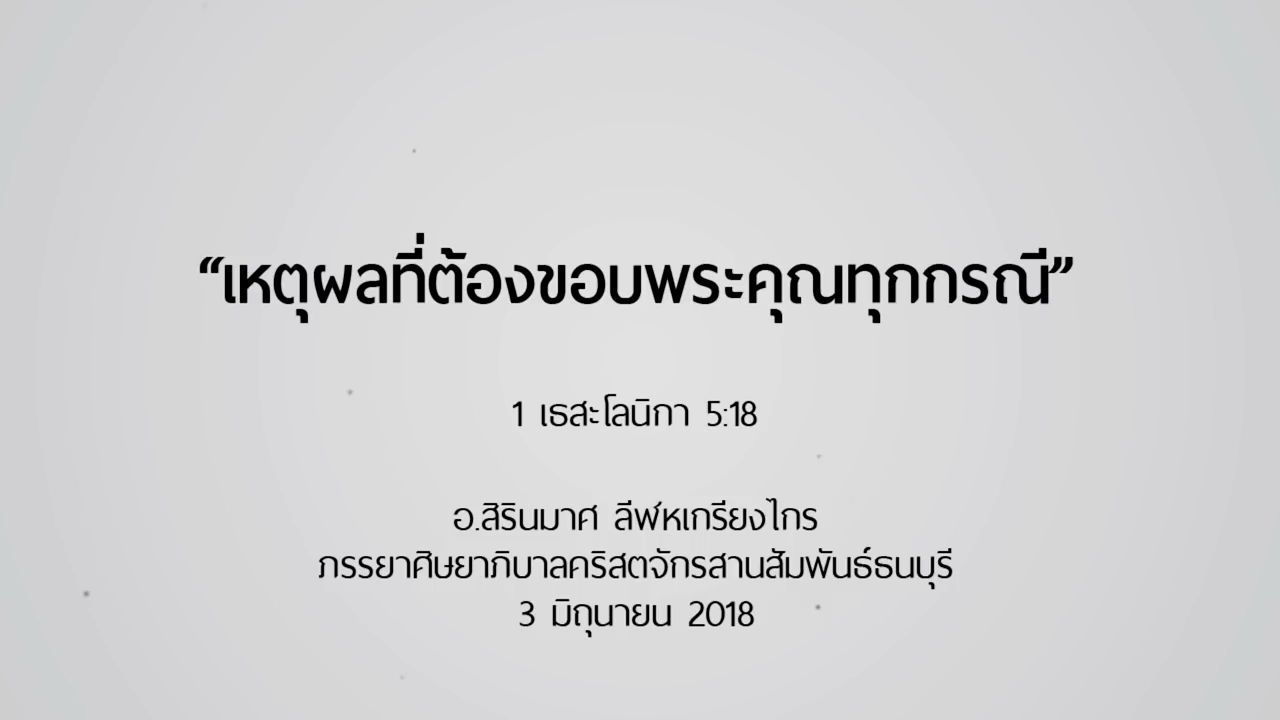 “เหตุผลที่ต้องขอบพระคุณทุกกรณี”
1 เธสะโลนิกา 5:18
อ.สิรินมาศ ลีฬหเกรียงไกร
ภรรยาศิษยาภิบาลคริสตจักรสานสัมพันธ์ธนบุรี
3 มิถุนายน 2018